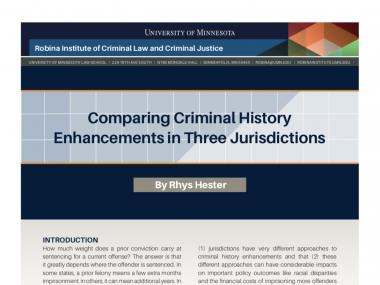 UNIVERSITY OF MINNESOTA
Robina Institute of Criminal Law and Criminal Justice
UNIVERSITY OF MINNESOTA LAW SCHOOL | 229 19TH AVE SOUTH | N160 MONDALE HALL | MINNEAPOLIS, MN 55455 | ROBINA@UMN.EDU | ROBINAINSTITUTE.UMN.EDU
Comparing Criminal History
Enhancements in Three Jurisdictions
By Rhys Hester
INTRODUCTION
How much weight does a prior conviction carry at
sentencing for a current offense? The answer is that
it greatly depends where the offender is sentenced. In
some states, a prior felony means a few extra months
imprisonment. In others, it can mean additional years. In
(1) jurisdictions have very different approaches to
criminal history enhancements and that (2) these
different approaches can have considerable impacts
on important policy outcomes like racial disparities
and the financial costs of imprisoning more offenders